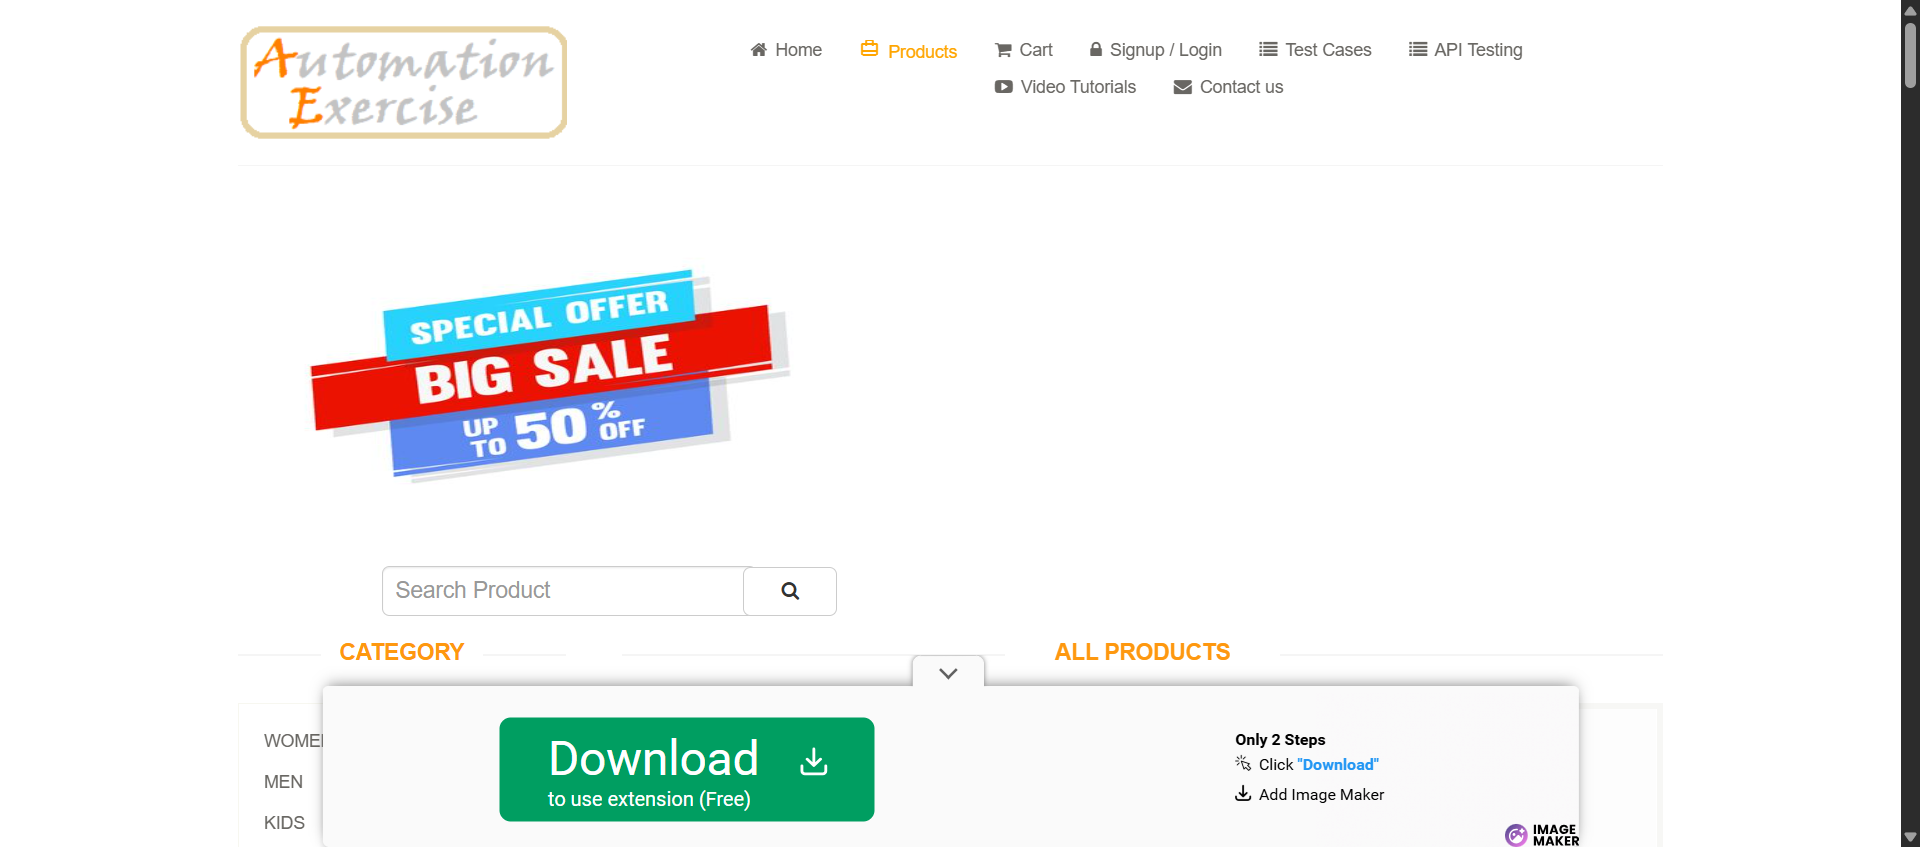 Automation
Exercise
Home
Products
Cart
Signup / Login
Test Cases
API Testing
Video Tutorials
Contact us
SPECIAL OFFER
BIG SALE
UP TO 50% OFF
Search Product
CATEGORY
ALL PRODUCTS
WOME
MEN
KIDS
Download
to use extension (Free)
Only 2 Steps
Click "Download"
Add Image Maker
IMAGE
MAKER